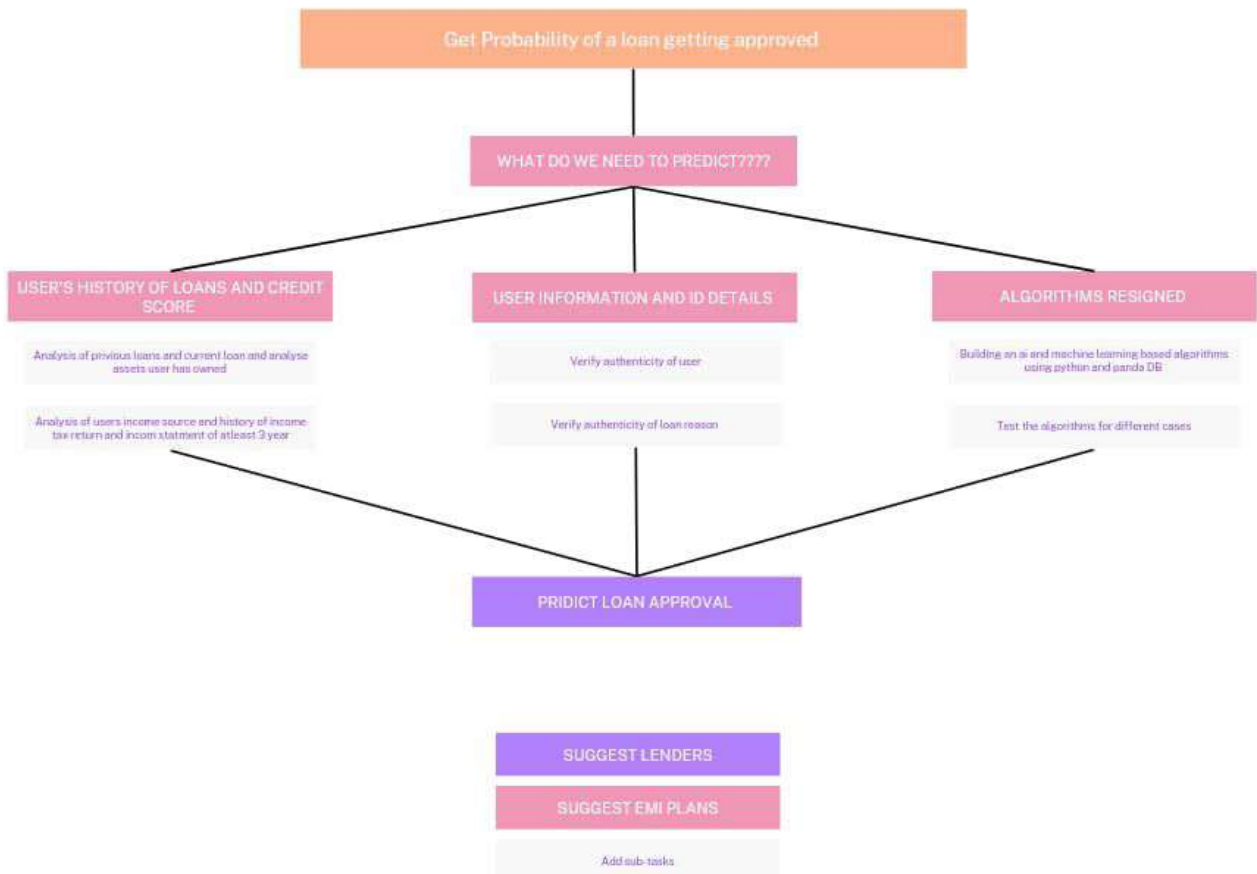 Get Probability of a loan getting approved
WHAT DO WE NEED TO PREDICT????
USER'S HISTORY OF LOANS AND CREDIT
SCORE
Analysis of privious loans and current loan and analyse
assets user has owned
Analysis of users income source and history of income
tax return and incom statment of atleast 3 year
USER INFORMATION AND ID DETAILS
Verify authenticity of user
Verify authenticity of loan reason
ALGORITHMS RESIGNED
Building an ai and machine learning based algorithms
using python and panda DB
Test the algorithms for different cases
PRIDICT LOAN APPROVAL
SUGGEST LENDERS
SUGGEST EMI PLANS
Add sub-tasks